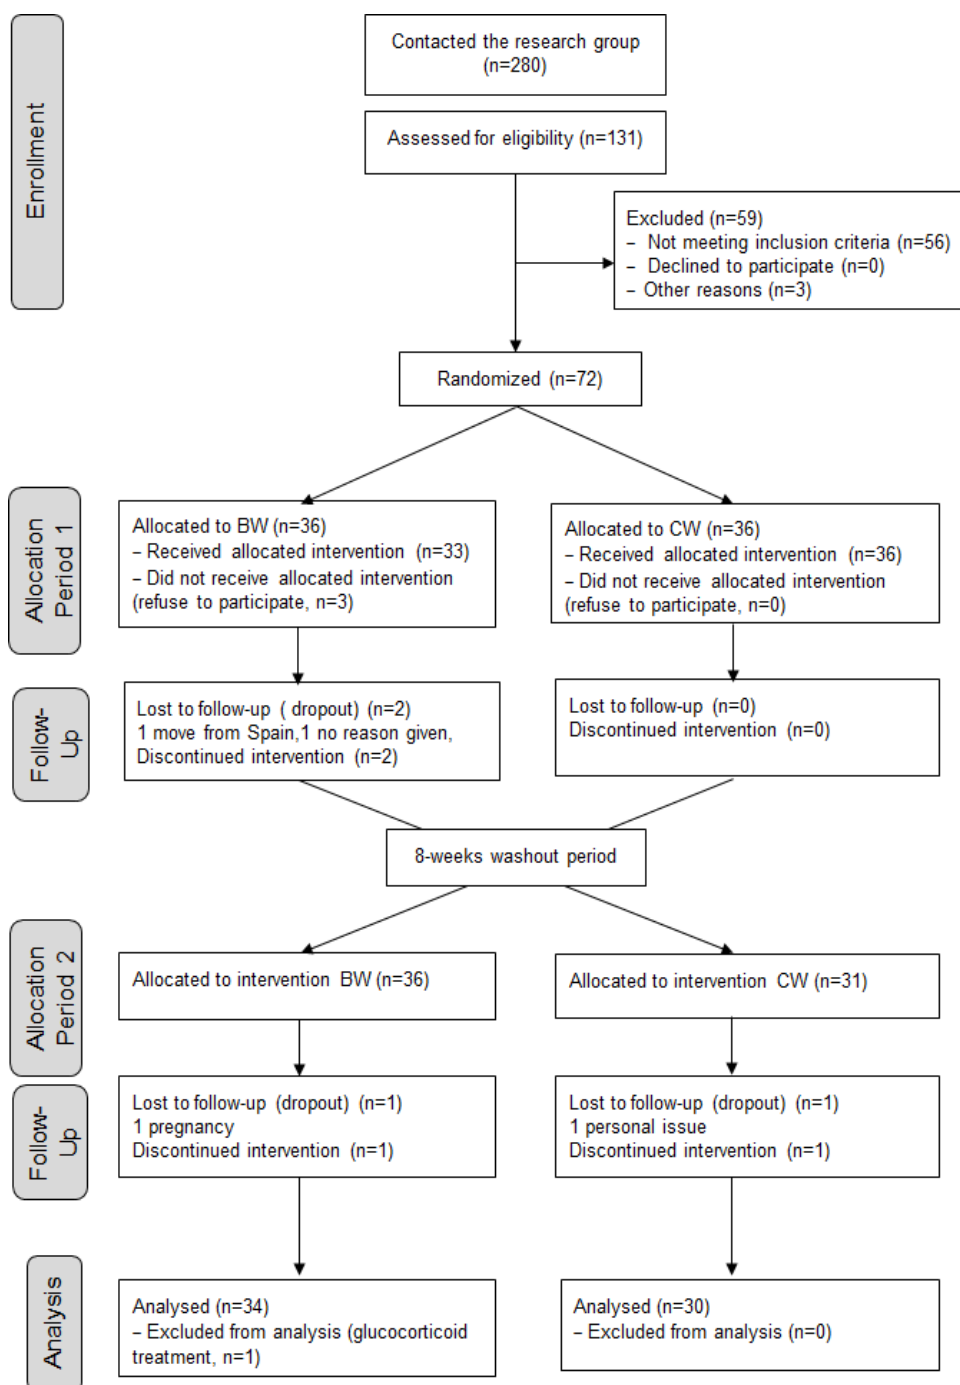 Enrollment
Contacted the research group
(n=280)
Assessed for eligibility (n=131)
Excluded (n=59)
– Not meeting inclusion criteria (n=56)
– Declined to participate (n=0)
– Other reasons (n=3)
Randomized (n=72)
Allocation
Period 1
Allocated to BW (n=36)
– Received allocated intervention (n=33)
– Did not receive allocated intervention
(refuse to participate, n=3)
Allocated to CW (n=36)
– Received allocated intervention (n=36)
– Did not receive allocated intervention
(refuse to participate, n=0)
Follow-
Up
Lost to follow-up ( dropout) (n=2)
1 move from Spain,1 no reason given,
Discontinued intervention (n=2)
Lost to follow-up (n=0)
Discontinued intervention (n=0)
8-weeks washout period
Allocation
Period 2
Allocated to intervention BW (n=36)
Allocated to intervention CW (n=31)
Follow-
Up
Lost to follow-up (dropout) (n=1)
1 pregnancy
Discontinued intervention (n=1)
Lost to follow-up (dropout) (n=1)
1 personal issue
Discontinued intervention (n=1)
Analysis
Analysed (n=34)
– Excluded from analysis (glucocorticoid
treatment, n=1)
Analysed (n=30)
– Excluded from analysis (n=0)